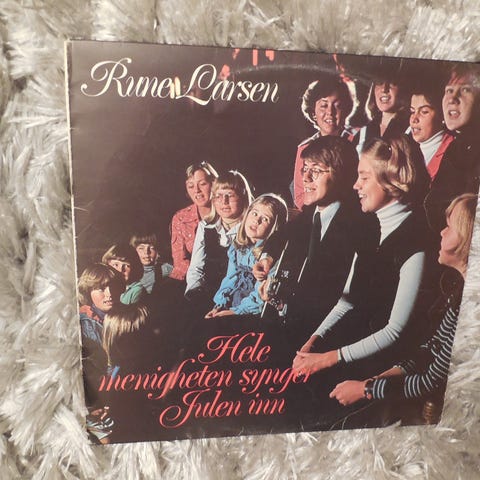 Rune Larsen
Hele
menigheten synger
Julen inn